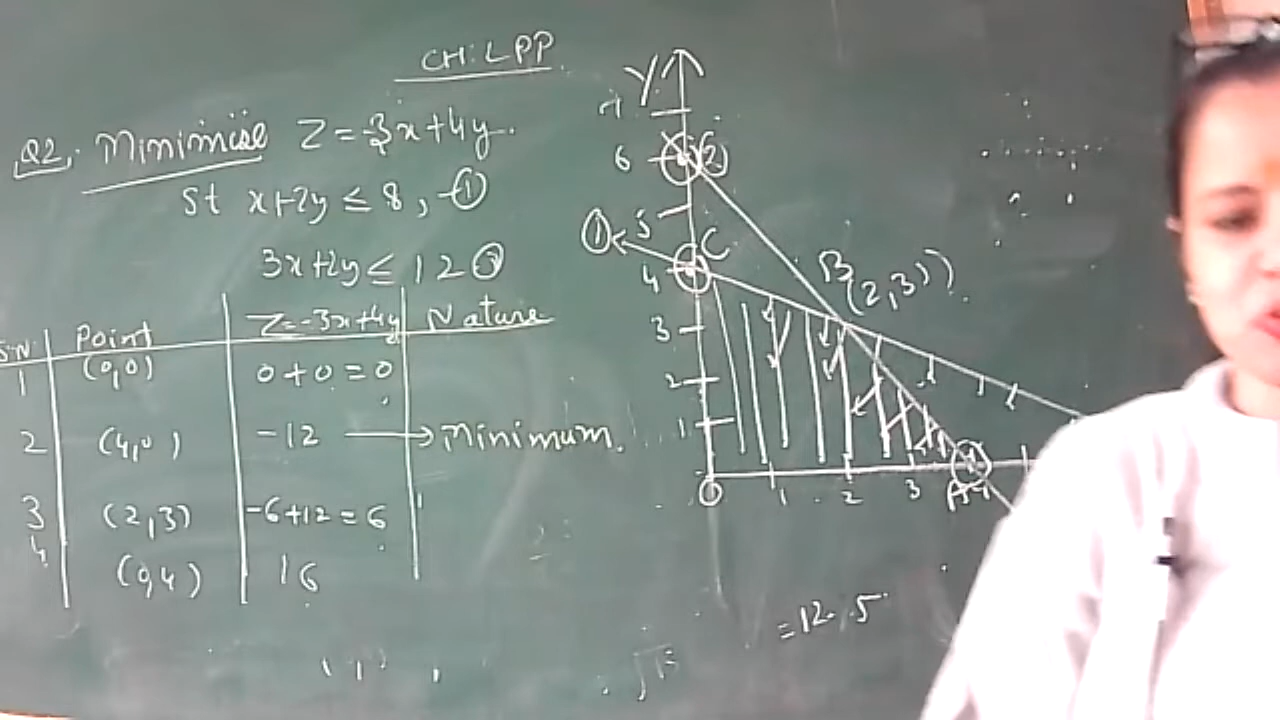 CH: LPP
Q2. Minimise Z = -3x + 4y.
St x+2y ≤ 8, -①
3x+2y ≤ 12 ②
S.N. Point Z=-3x+4y Nature
1 (0,0) 0+0=0
2 (4,0) -12 → Minimum.
3 (2,3) -6+12=6
4 (0,4) 16
Y
6 (2)
5
① C
4
B (2,3)
3
2
1
0 1 2 3
=12.5